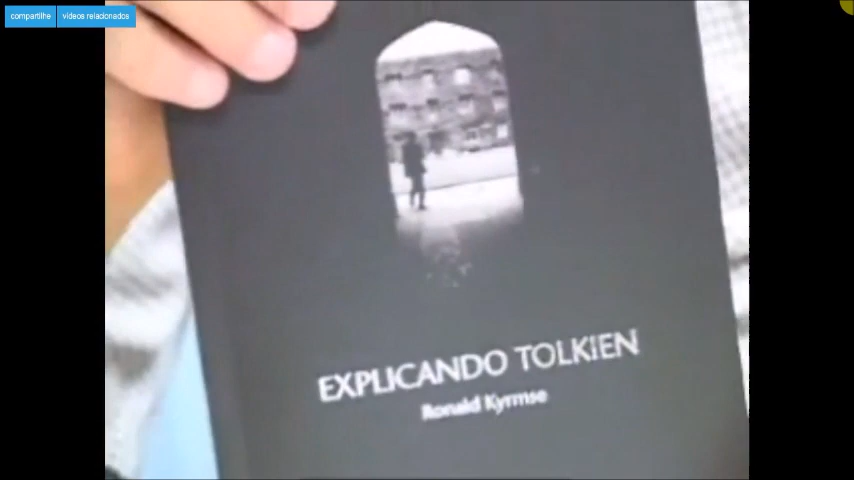 compartilhe
vídeos relacionados
EXPLICANDO TOLKIEN
Ronald Kyrmse